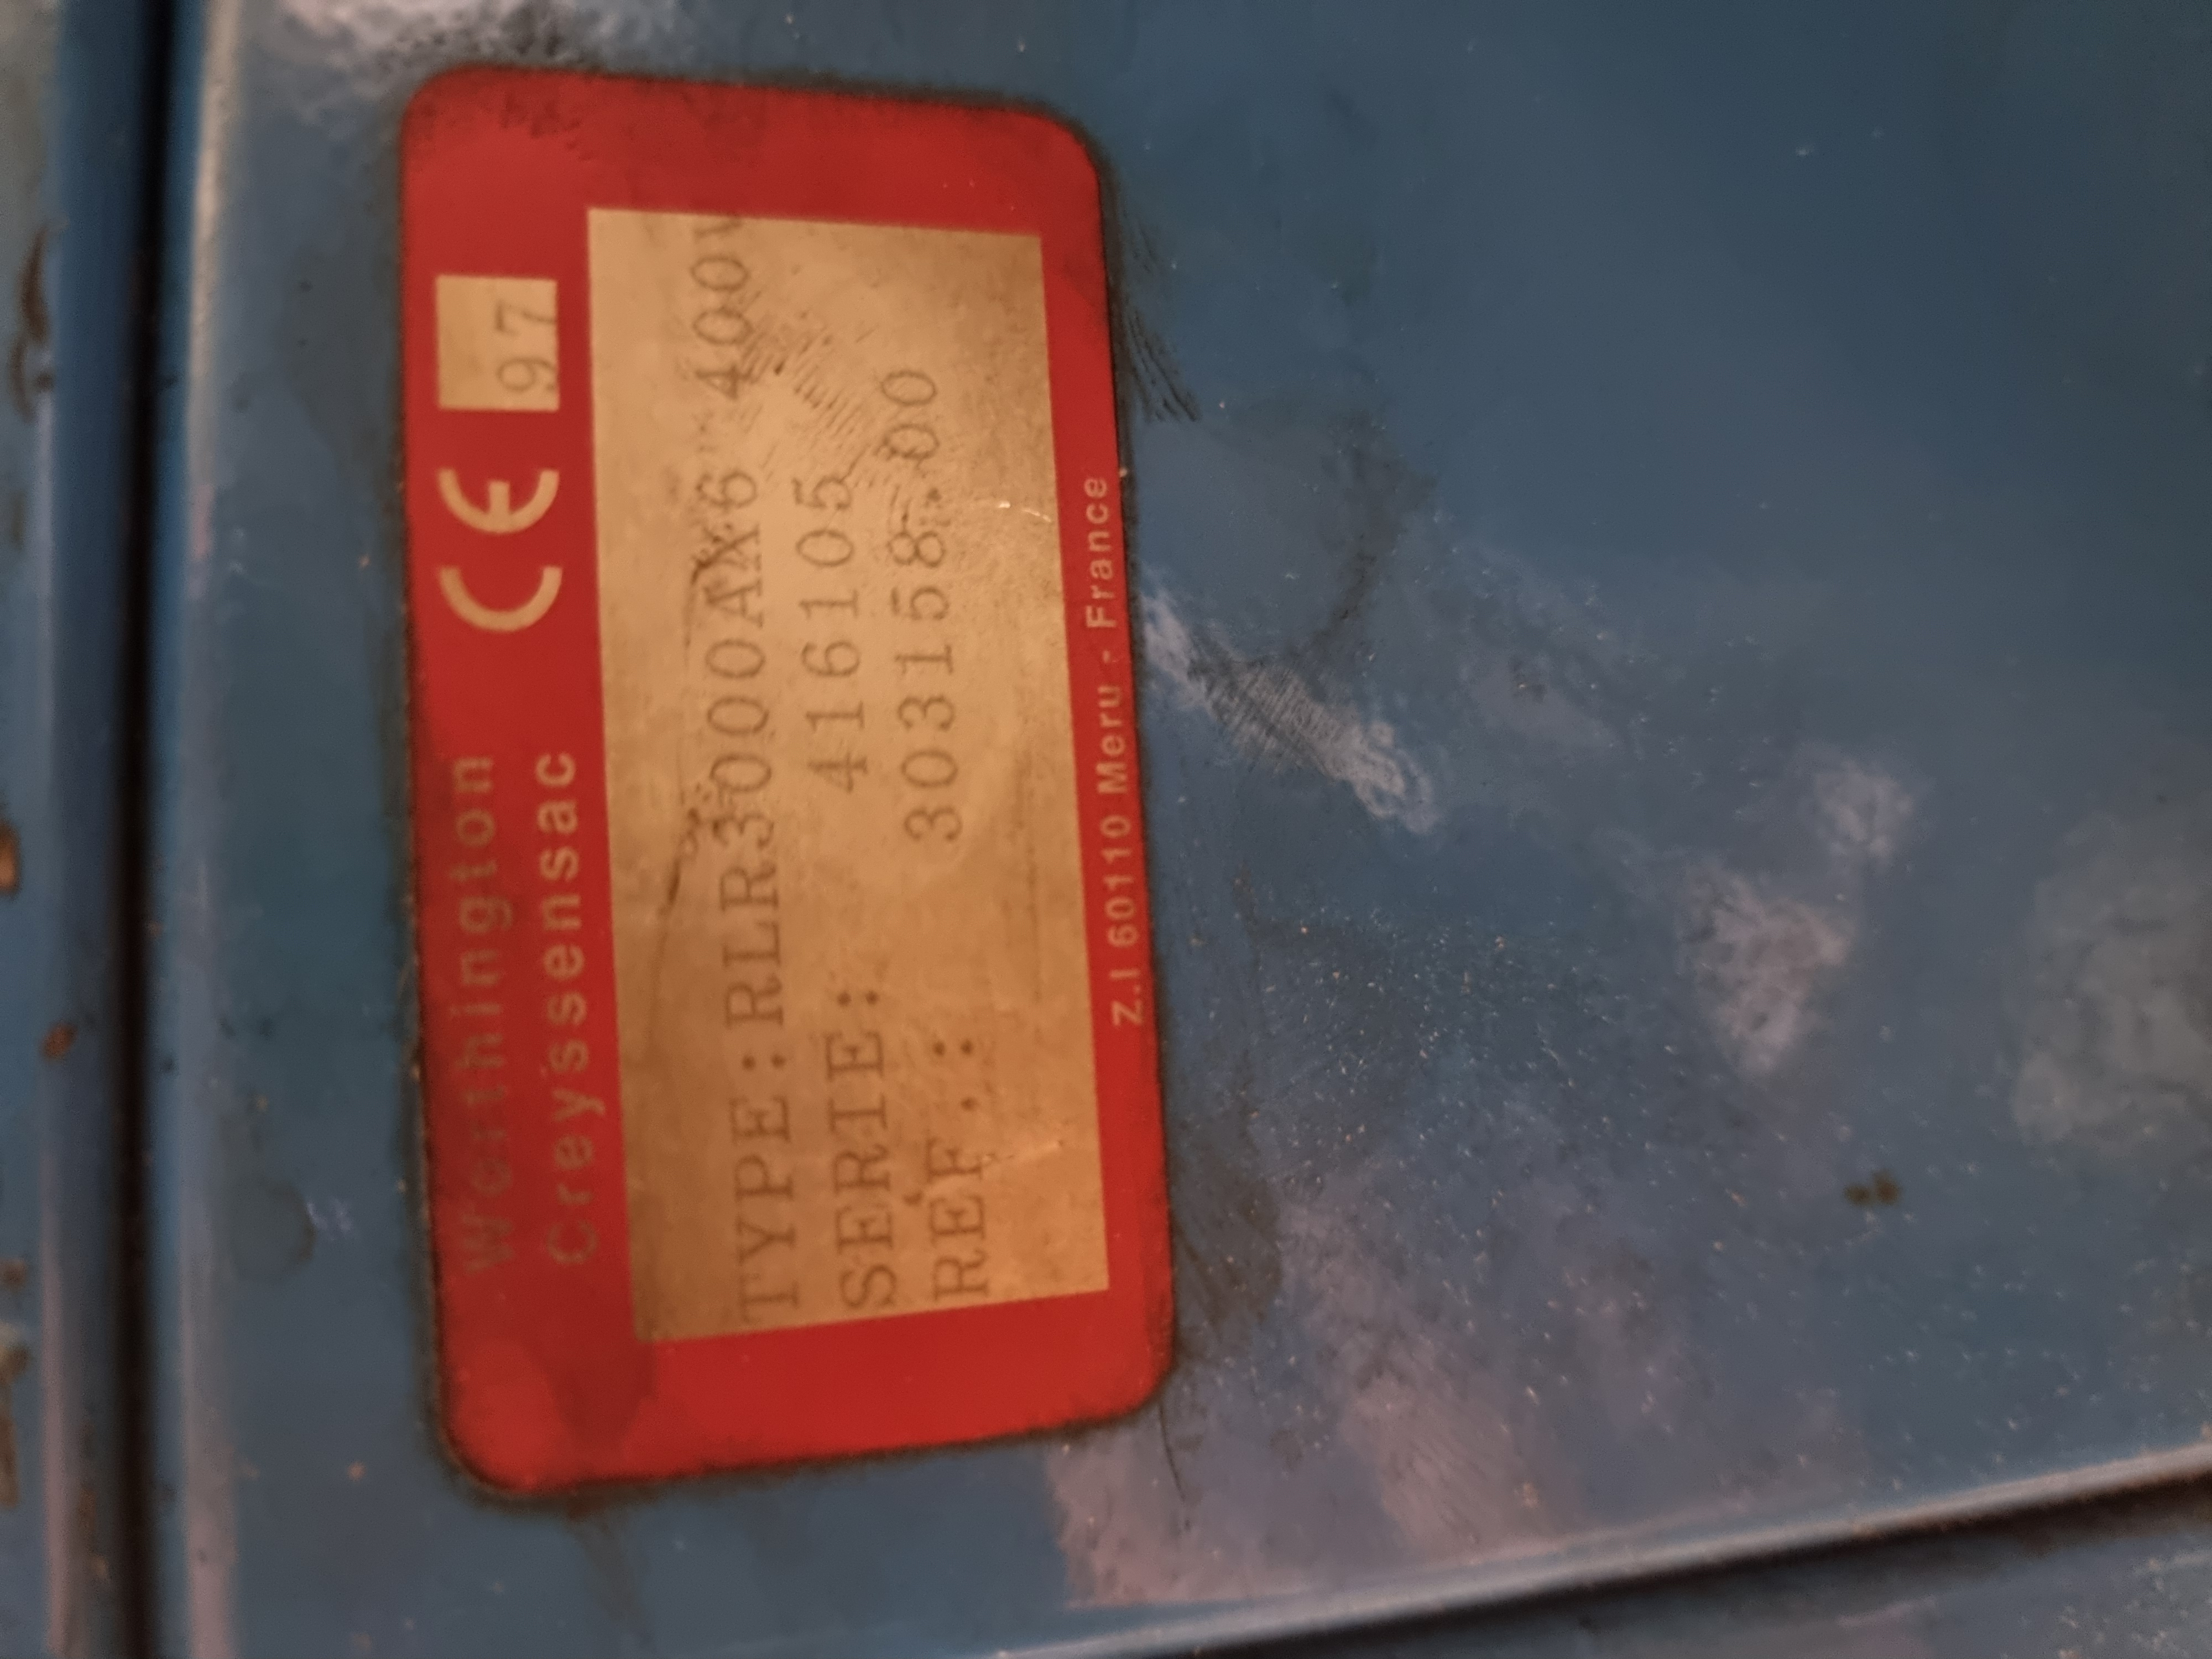 Worthington
Creyssensac
CE 97
TYPE:RLR3000AX6 400V
SERIE: 416105
REF.: 303158.00
Z.I 60110 Meru - France